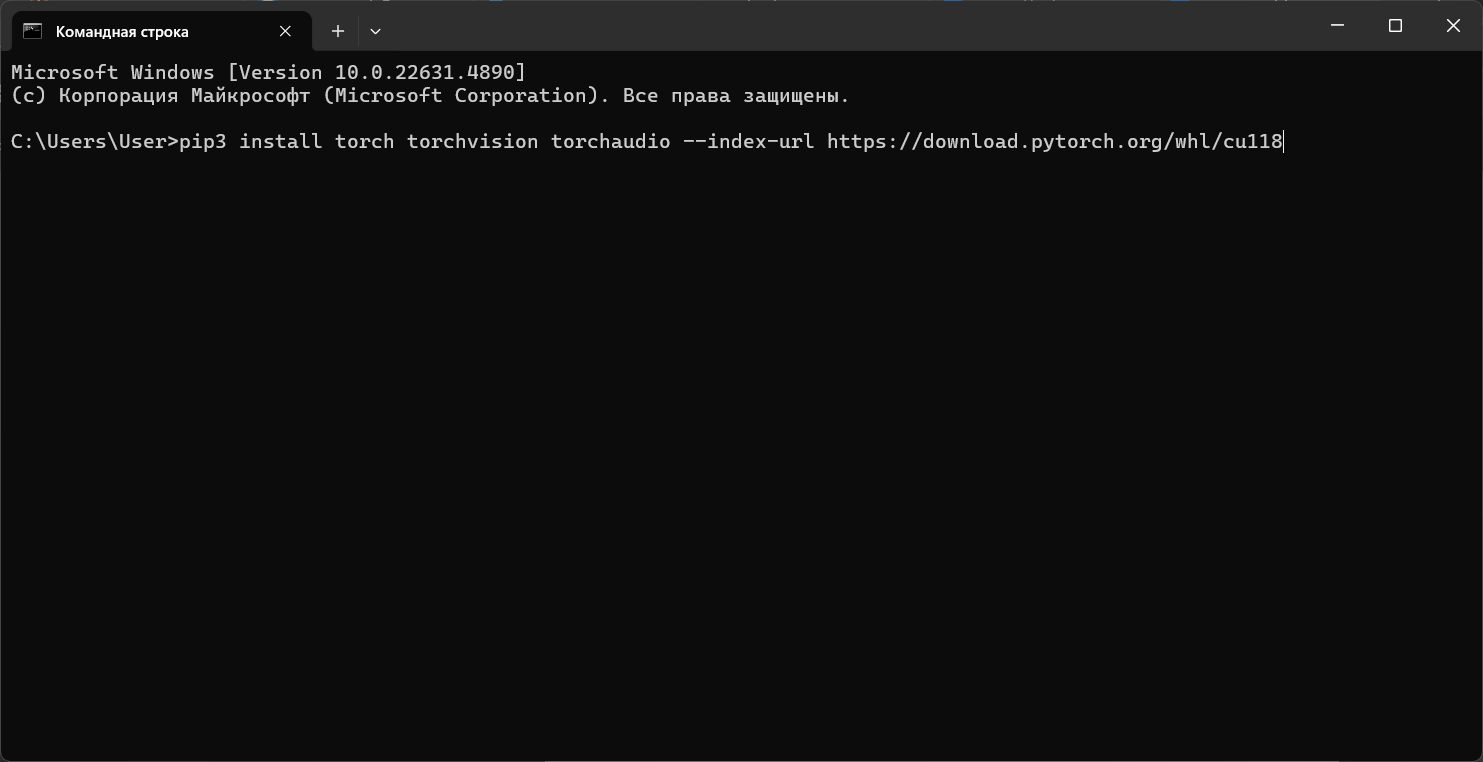 Командная строка
Microsoft Windows [Version 10.0.22631.4890]
(c) Корпорация Майкрософт (Microsoft Corporation). Все права защищены.
C:\Users\User>pip3 install torch torchvision torchaudio --index-url https://download.pytorch.org/whl/cu118